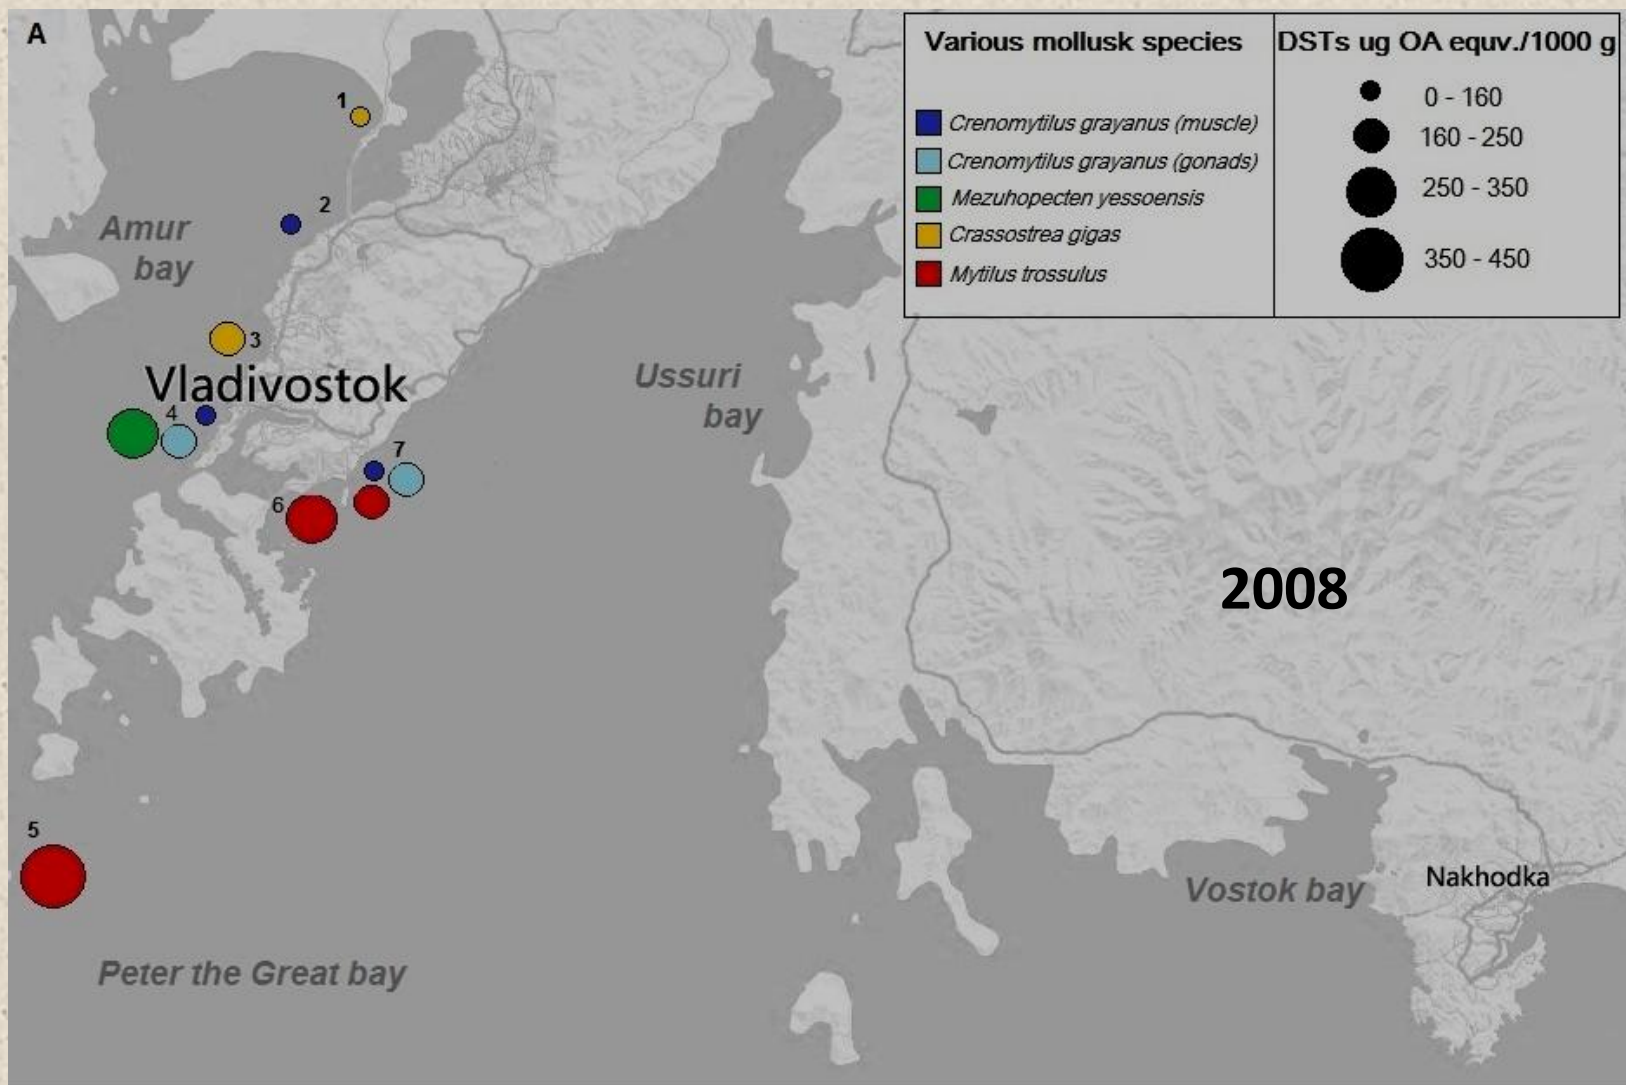 A
Various mollusk species
Crenomytilus grayanus (muscle)
Crenomytilus grayanus (gonads)
Mezuhopecten yessoensis
Crassostrea gigas
Mytilus trossulus
DSTs ug OA equv./1000 g
0 - 160
160 - 250
250 - 350
350 - 450
1
2
Amur
bay
3
Vladivostok
4
7
6
Ussuri
bay
2008
5
Nakhodka
Vostok bay
Peter the Great bay